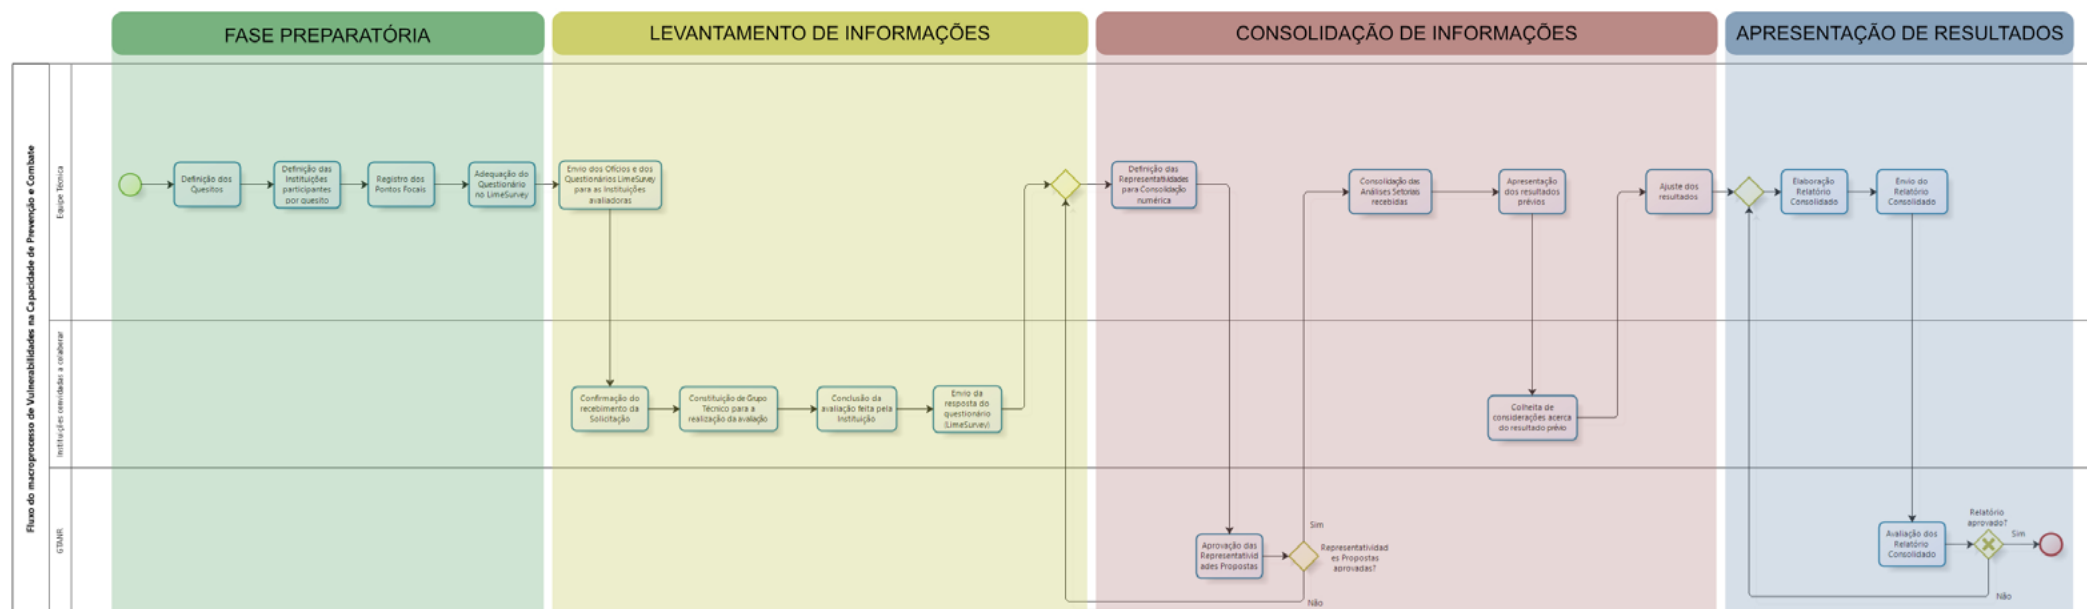 FASE PREPARATÓRIA
LEVANTAMENTO DE INFORMAÇÕES
CONSOLIDAÇÃO DE INFORMAÇÕES
APRESENTAÇÃO DE RESULTADOS
Fluxo do macroprocesso de Vulnerabilidades na Capacidade de Prevenção e Combate
Equipe Técnica
Definição dos
Quesitos
Definição das
Instituições
participantes
por quesito
Registro dos
Pontos Focais
Adequação do
Questionário
no LimeSurvey
Envio dos Ofícios e dos
Questionários LimeSurvey
para as Instituições
avaliadoras
Definição das
Representatividades
para Consolidação
numérica
Consolidação das
Análises Setoriais
recebidas
Apresentação
dos resultados
prévios
Ajuste dos
resultados
Elaboração
Relatório
Consolidado
Envio do
Relatório
Consolidado
Instituições convidadas a colaborar
Confirmação do
recebimento da
Solicitação
Constituição de Grupo
Técnico para a
realização da avaliação
Conclusão da
avaliação feita pela
Instituição
Envio da
resposta do
questionário
(LimeSurvey)
Colheita de
considerações acerca
do resultado prévio
GTANR
Aprovação das
Representativid
ades Propostas
Sim
Representatividad
es Propostas
aprovadas?
Não
Avaliação dos
Relatório
Consolidado
Relatório
aprovado?
Sim
Não